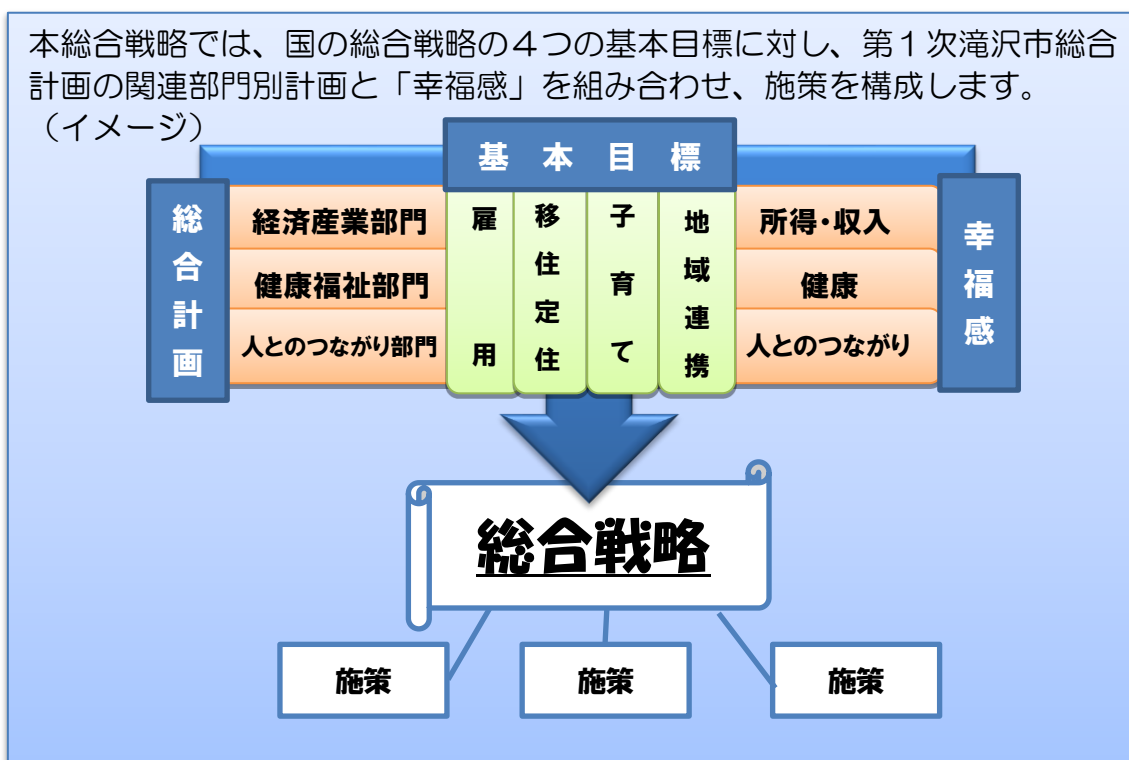 本総合戦略では、国の総合戦略の４つの基本目標に対し、第１次滝沢市総合
計画の関連部門別計画と「幸福感」を組み合わせ、施策を構成します。
（イメージ）
基本目標
総合計画
経済産業部門
健康福祉部門
人とのつながり部門
雇用
移住定住
子育て
地域連携
所得・収入
健康
人とのつながり
幸福感
総合戦略
施策
施策
施策